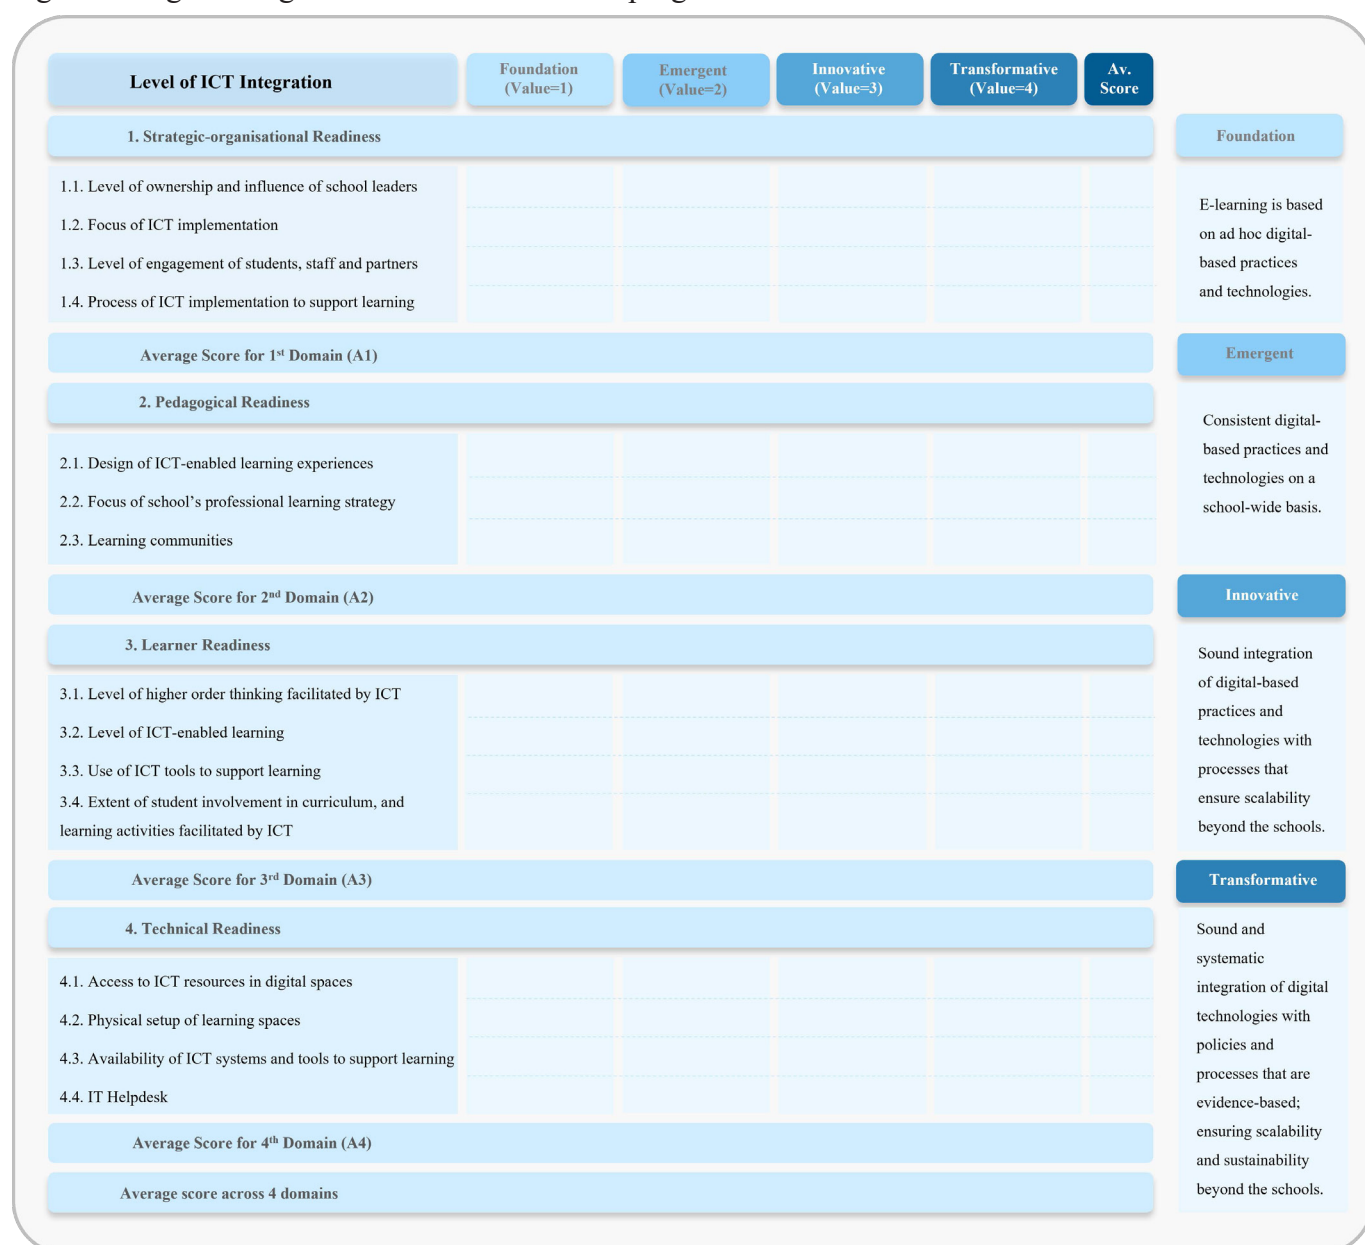 Level of ICT Integration
Foundation
(Value=1)
Emergent
(Value=2)
Innovative
(Value=3)
Transformative
(Value=4)
Av.
Score
1. Strategic-organisational Readiness
1.1. Level of ownership and influence of school leaders
1.2. Focus of ICT implementation
1.3. Level of engagement of students, staff and partners
1.4. Process of ICT implementation to support learning
Average Score for 1st Domain (A1)
2. Pedagogical Readiness
2.1. Design of ICT-enabled learning experiences
2.2. Focus of school’s professional learning strategy
2.3. Learning communities
Average Score for 2nd Domain (A2)
3. Learner Readiness
3.1. Level of higher order thinking facilitated by ICT
3.2. Level of ICT-enabled learning
3.3. Use of ICT tools to support learning
3.4. Extent of student involvement in curriculum, and
learning activities facilitated by ICT
Average Score for 3rd Domain (A3)
4. Technical Readiness
4.1. Access to ICT resources in digital spaces
4.2. Physical setup of learning spaces
4.3. Availability of ICT systems and tools to support learning
4.4. IT Helpdesk
Average Score for 4th Domain (A4)
Average score across 4 domains
Foundation
E-learning is based
on ad hoc digital-
based practices
and technologies.
Emergent
Consistent digital-
based practices and
technologies on a
school-wide basis.
Innovative
Sound integration
of digital-based
practices and
technologies with
processes that
ensure scalability
beyond the schools.
Transformative
Sound and
systematic
integration of digital
technologies with
policies and
processes that are
evidence-based;
ensuring scalability
and sustainability
beyond the schools.